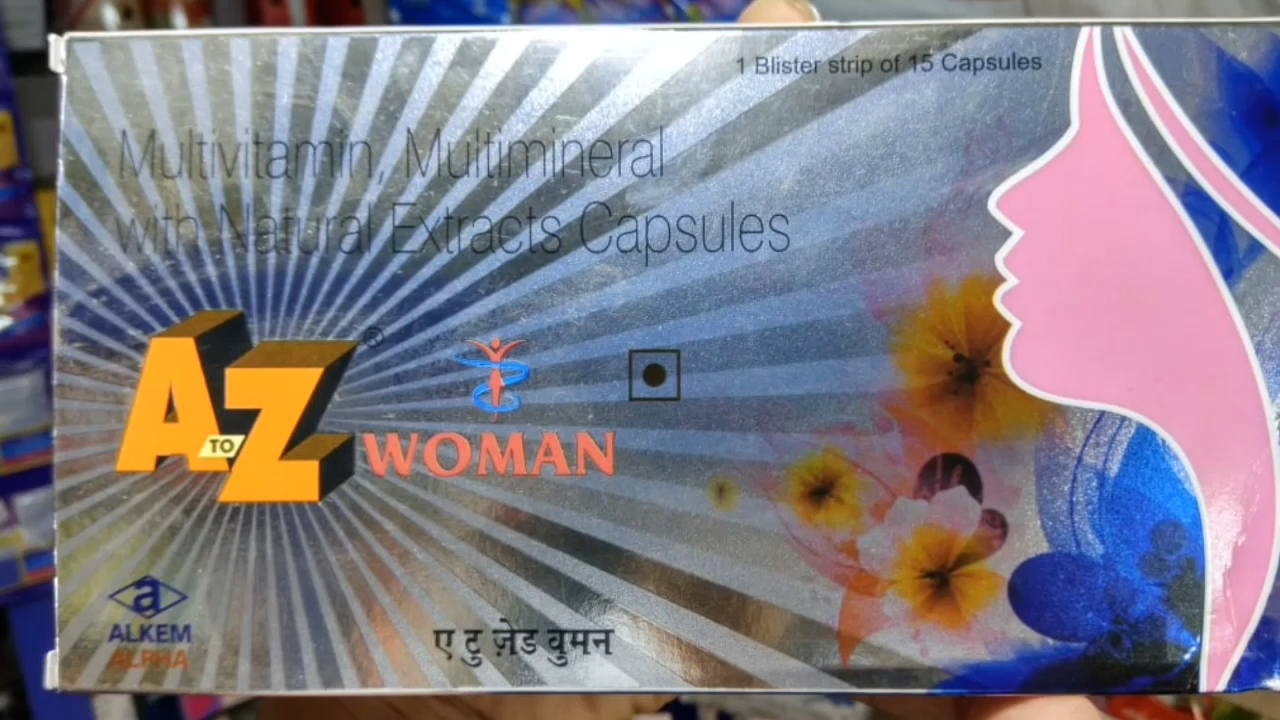 1 Blister strip of 15 Capsules
Multivitamin, Multimineral
with Natural Extracts Capsules
A TO Z ®
WOMAN
a
ALKEM
ALPHA
ए टु ज़ेड वुमन